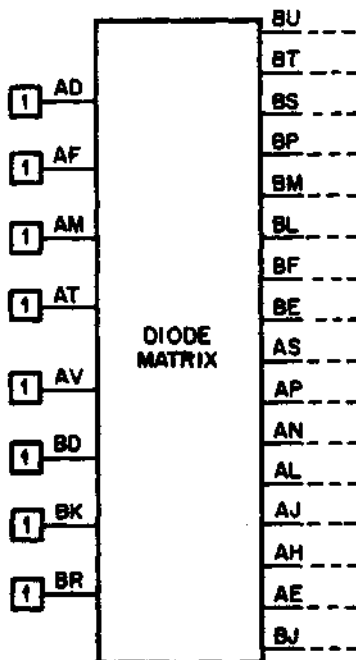 BU
BT
1 AD
BS
1 AF
BP
BM
1 AM
BL
BF
1 AT
BE
DIODE
MATRIX
AS
1 AV
AP
AN
1 BD
AL
1 BK
AJ
AH
1 BR
AE
BJ